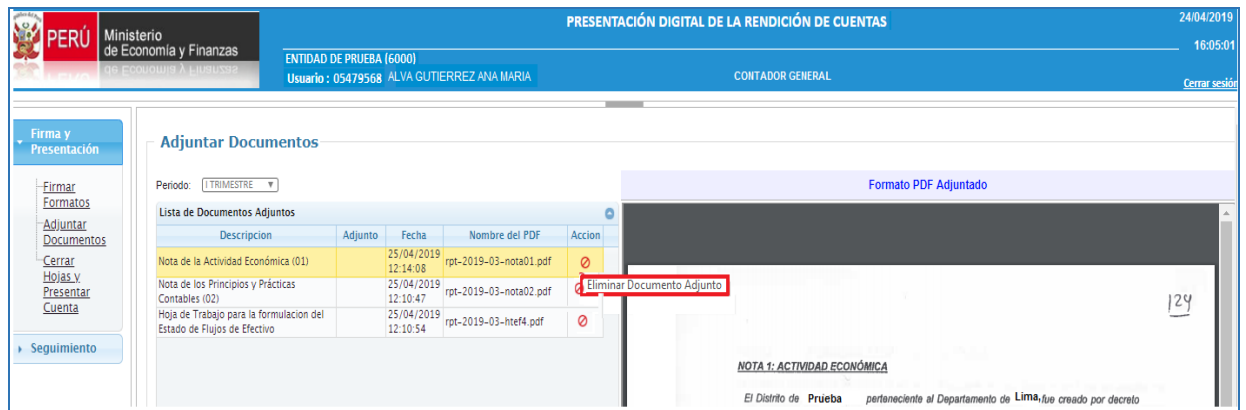 PERÚ Ministerio
de Economía y Finanzas
PRESENTACIÓN DIGITAL DE LA RENDICIÓN DE CUENTAS
24/04/2019
16:05:01
ENTIDAD DE PRUEBA (6000)
Usuario : 05479568 ALVA GUTIERREZ ANA MARIA
CONTADOR GENERAL
Cerrar sesión
Firma y
Presentación
Firmar
Formatos
Adjuntar
Documentos
Cerrar
Hojas y
Presentar
Cuenta
Seguimiento
Adjuntar Documentos
Periodo: I TRIMESTRE
Lista de Documentos Adjuntos
Descripcion Adjunto Fecha Nombre del PDF Accion
Nota de la Actividad Económica (01) 25/04/2019 12:14:08 rpt-2019-03-nota01.pdf
Eliminar Documento Adjunto
Nota de los Principios y Prácticas
Contables (02) 25/04/2019 12:10:47 rpt-2019-03-nota02.pdf
Hoja de Trabajo para la formulacion del
Estado de Flujos de Efectivo 25/04/2019 12:10:54 rpt-2019-03-htef4.pdf
Formato PDF Adjuntado
124
NOTA 1: ACTIVIDAD ECONÓMICA
El Distrito de Prueba perteneciente al Departamento de Lima, fue creado por decreto